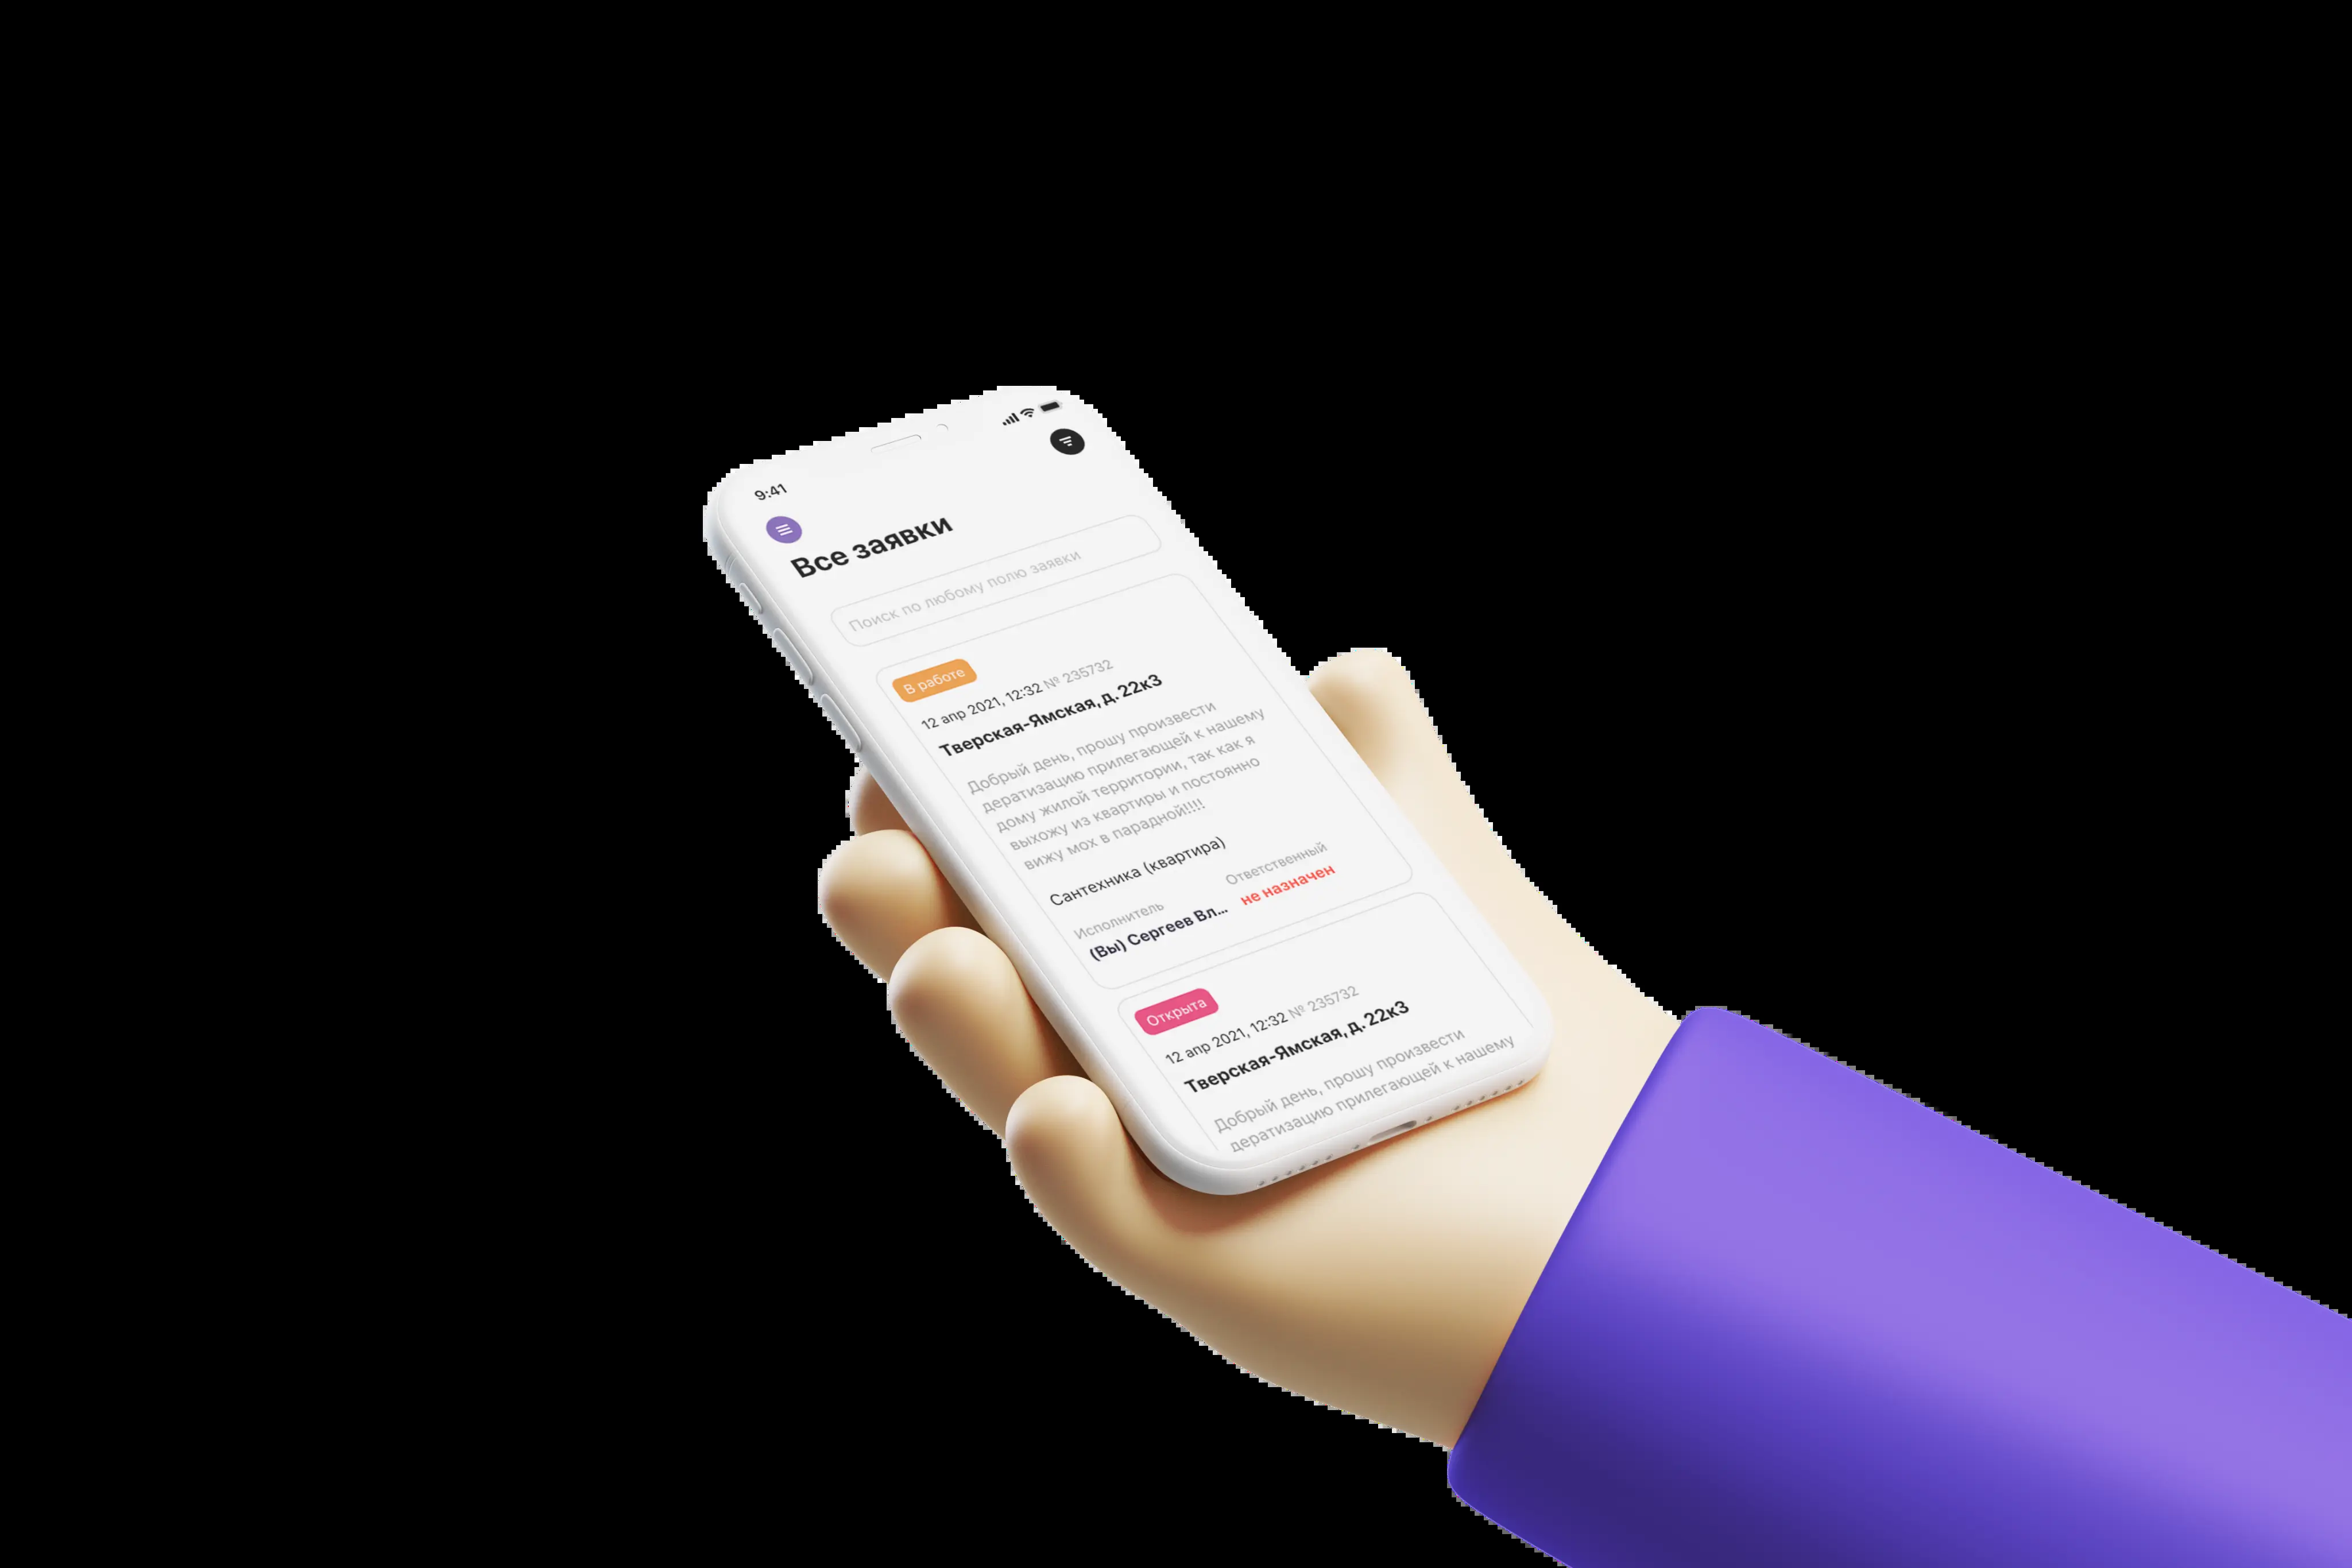 9:41
Все заявки
Поиск по любому полю заявки
В работе
12 апр 2021, 12:32 № 235732
Тверская-Ямская, д. 22к3
Добрый день, прошу произвести
дератизацию прилегающей к нашему
дому жилой территории, так как я
выхожу из квартиры и постоянно
вижу мох в парадной!!!!
Сантехника (квартира)
Исполнитель Ответственный
(Вы) Сергеев Вл... не назначен
Открыта
12 апр 2021, 12:32 № 235732
Тверская-Ямская, д. 22к3
Добрый день, прошу произвести
дератизацию прилегающей к нашему